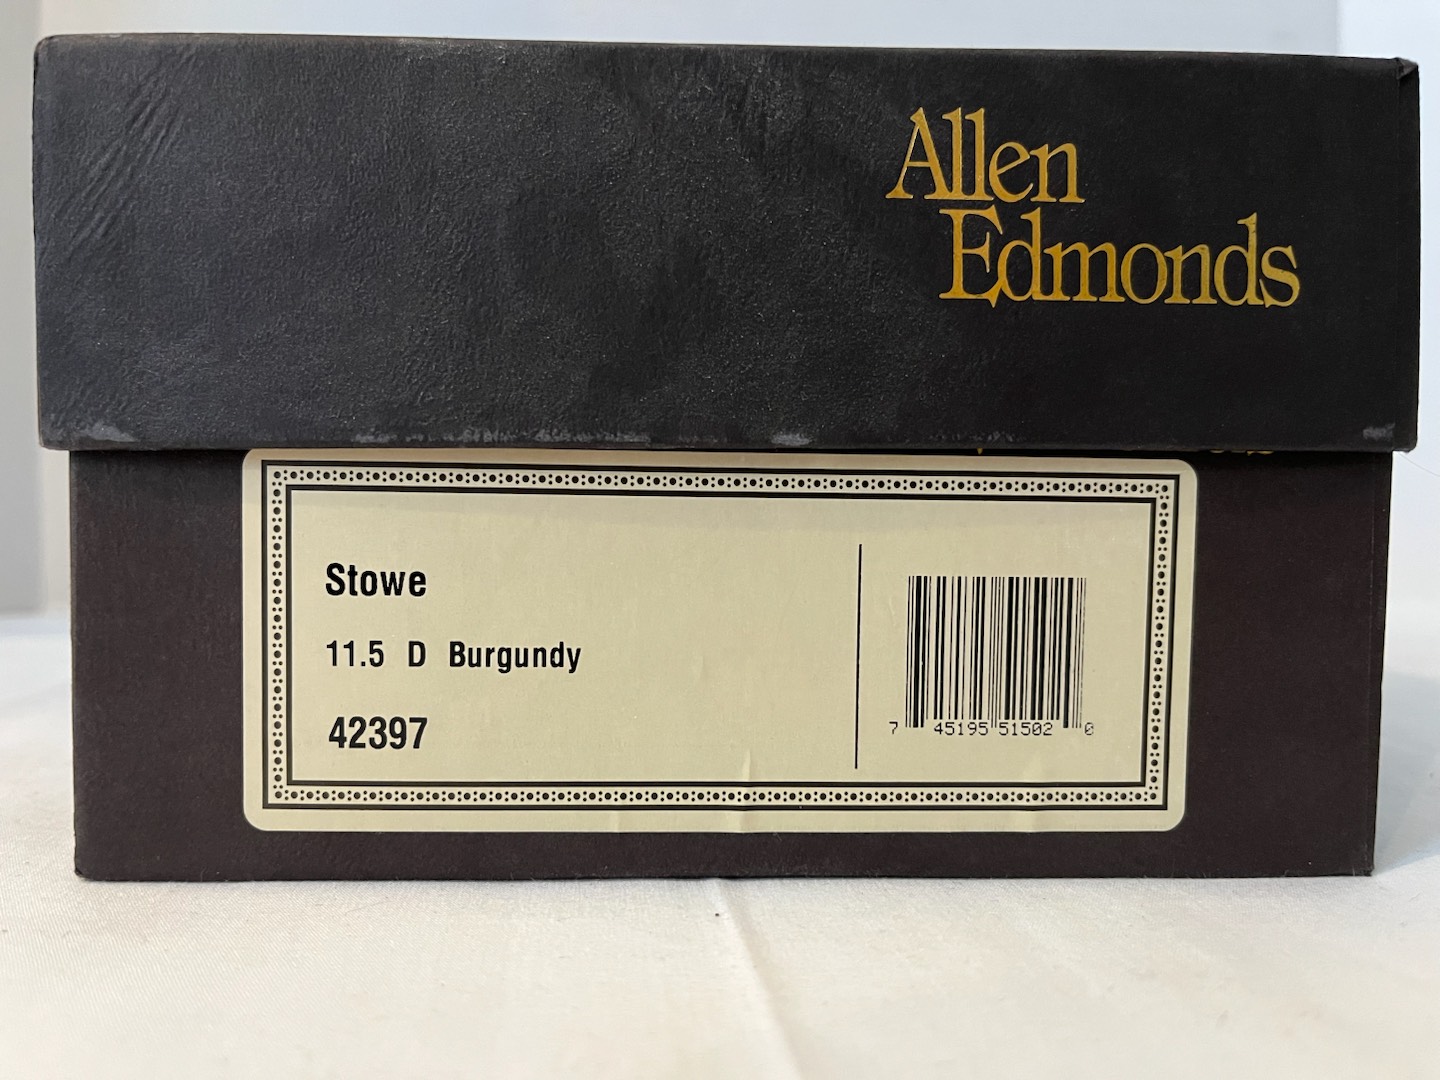 Allen
Edmonds
Stowe
11.5 D Burgundy
42397
7 45195 51502 0